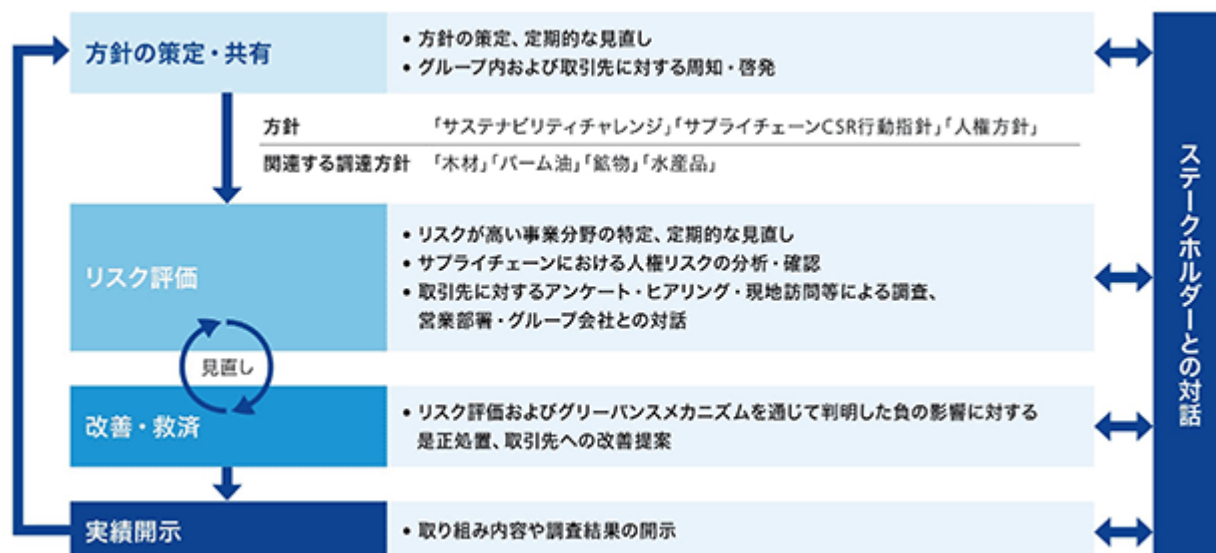 方針の策定・共有
• 方針の策定、定期的な見直し
• グループ内および取引先に対する周知・啓発
方針 「サステナビリティチャレンジ」「サプライチェーンCSR行動指針」「人権方針」
関連する調達方針 「木材」「パーム油」「鉱物」「水産品」
リスク評価
• リスクが高い事業分野の特定、定期的な見直し
• サプライチェーンにおける人権リスクの分析・確認
• 取引先に対するアンケート・ヒアリング・現地訪問等による調査、
営業部署・グループ会社との対話
見直し
改善・救済
• リスク評価およびグリーバンスメカニズムを通じて判明した負の影響に対する
是正処置、取引先への改善提案
実績開示
• 取り組み内容や調査結果の開示
ステークホルダーとの対話